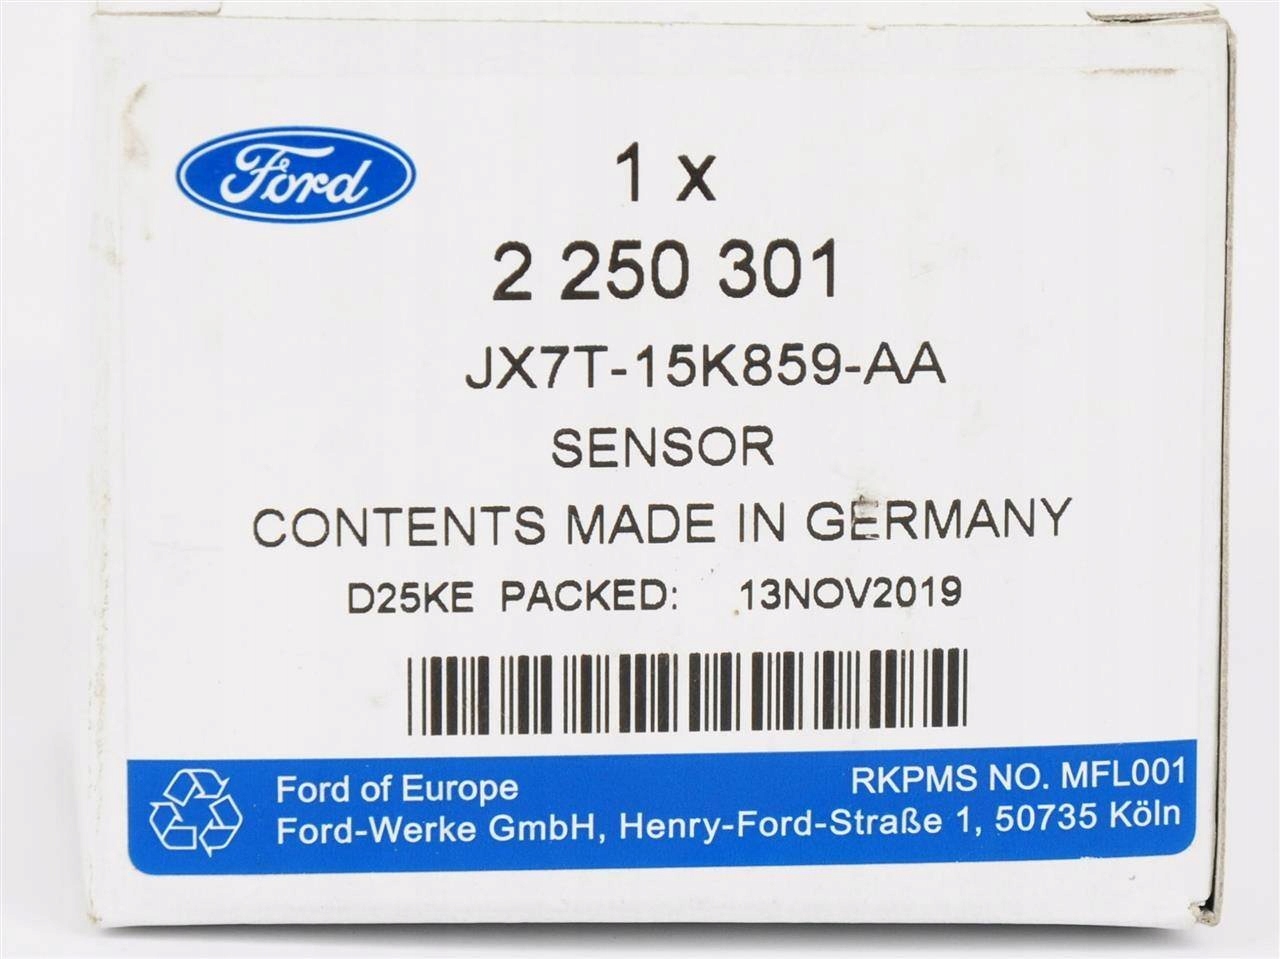 Ford
1 x
2 250 301
JX7T-15K859-AA
SENSOR
CONTENTS MADE IN GERMANY
D25KE PACKED: 13NOV2019
Ford of Europe
RKPMS NO. MFL001
Ford-Werke GmbH, Henry-Ford-Straße 1, 50735 Köln